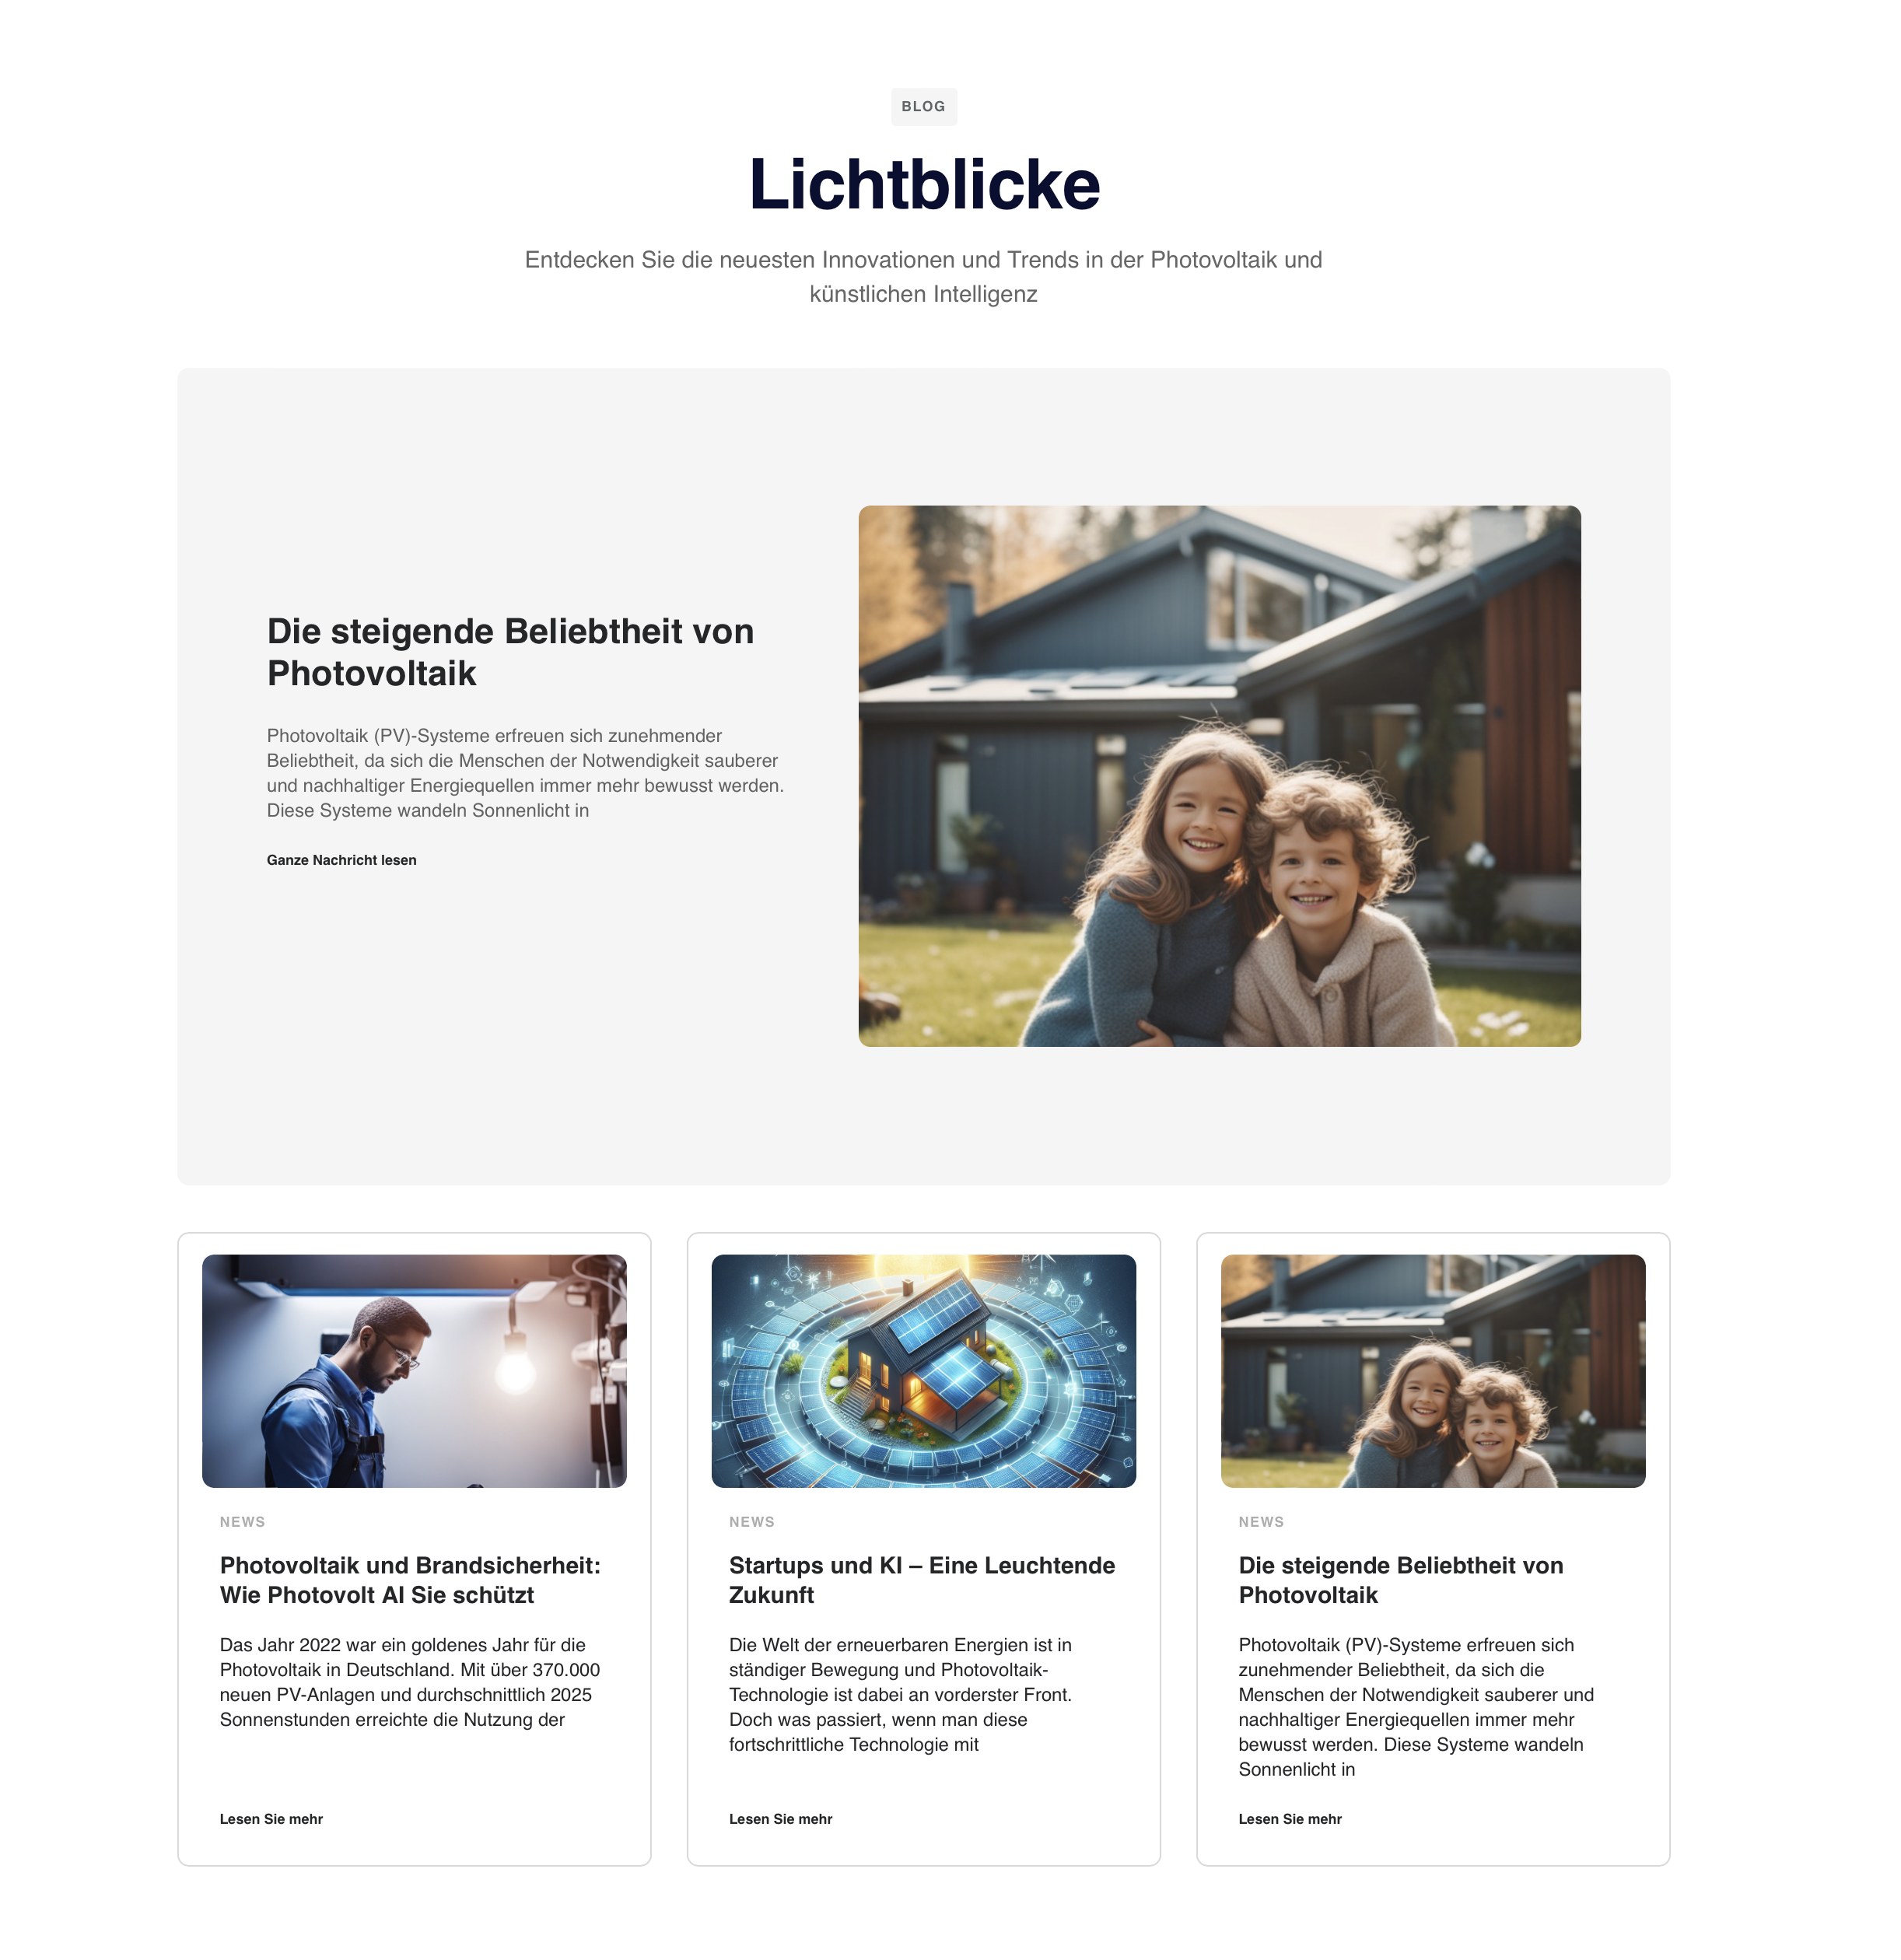 BLOG
Lichtblicke
Entdecken Sie die neuesten Innovationen und Trends in der Photovoltaik und
künstlichen Intelligenz
Die steigende Beliebtheit von
Photovoltaik
Photovoltaik (PV)-Systeme erfreuen sich zunehmender
Beliebtheit, da sich die Menschen der Notwendigkeit sauberer
und nachhaltiger Energiequellen immer mehr bewusst werden.
Diese Systeme wandeln Sonnenlicht in
Ganze Nachricht lesen
NEWS
Photovoltaik und Brandsicherheit:
Wie Photovolt AI Sie schützt
Das Jahr 2022 war ein goldenes Jahr für die
Photovoltaik in Deutschland. Mit über 370.000
neuen PV-Anlagen und durchschnittlich 2025
Sonnenstunden erreichte die Nutzung der
Lesen Sie mehr
NEWS
Startups und KI – Eine Leuchtende
Zukunft
Die Welt der erneuerbaren Energien ist in
ständiger Bewegung und Photovoltaik-
Technologie ist dabei an vorderster Front.
Doch was passiert, wenn man diese
fortschrittliche Technologie mit
Lesen Sie mehr
NEWS
Die steigende Beliebtheit von
Photovoltaik
Photovoltaik (PV)-Systeme erfreuen sich
zunehmender Beliebtheit, da sich die
Menschen der Notwendigkeit sauberer und
nachhaltiger Energiequellen immer mehr
bewusst werden. Diese Systeme wandeln
Sonnenlicht in
Lesen Sie mehr